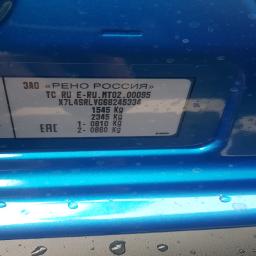 ЗАО «РЕНО РОССИЯ»
TC RU E-RU.MT02.00095
X7L4SRLVG68245334
1545 Kg
2345 Kg
EAC 1- 0810 Kg
2- 0860 Kg